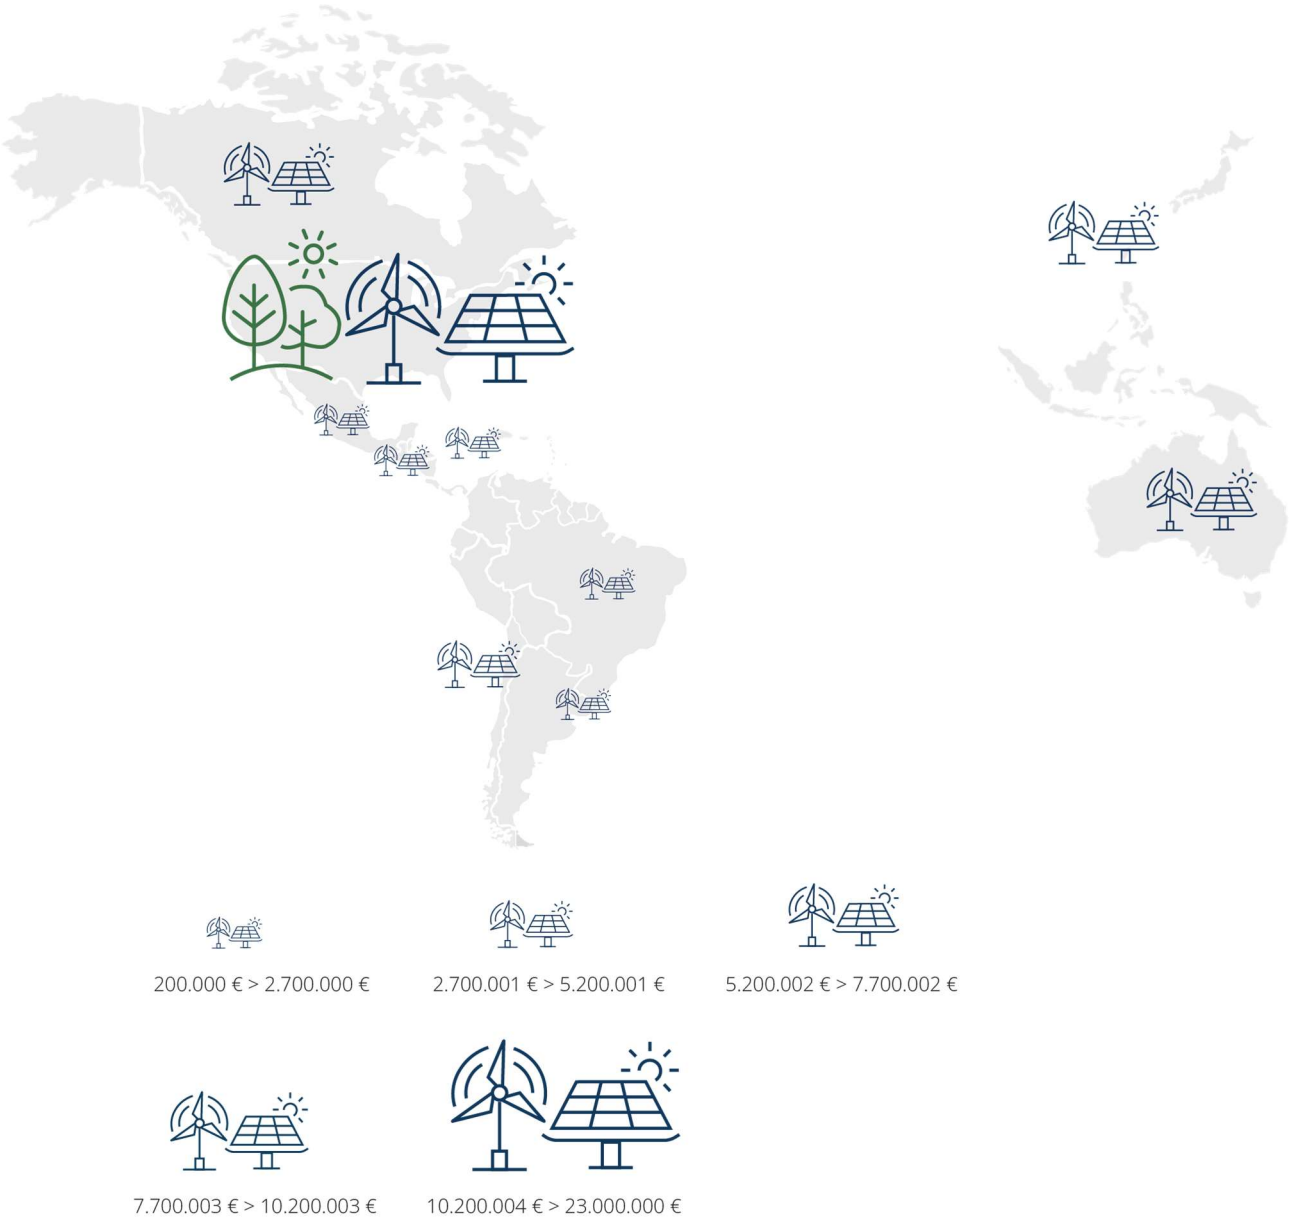 200.000 € > 2.700.000 €
2.700.001 € > 5.200.001 €
5.200.002 € > 7.700.002 €
7.700.003 € > 10.200.003 €
10.200.004 € > 23.000.000 €